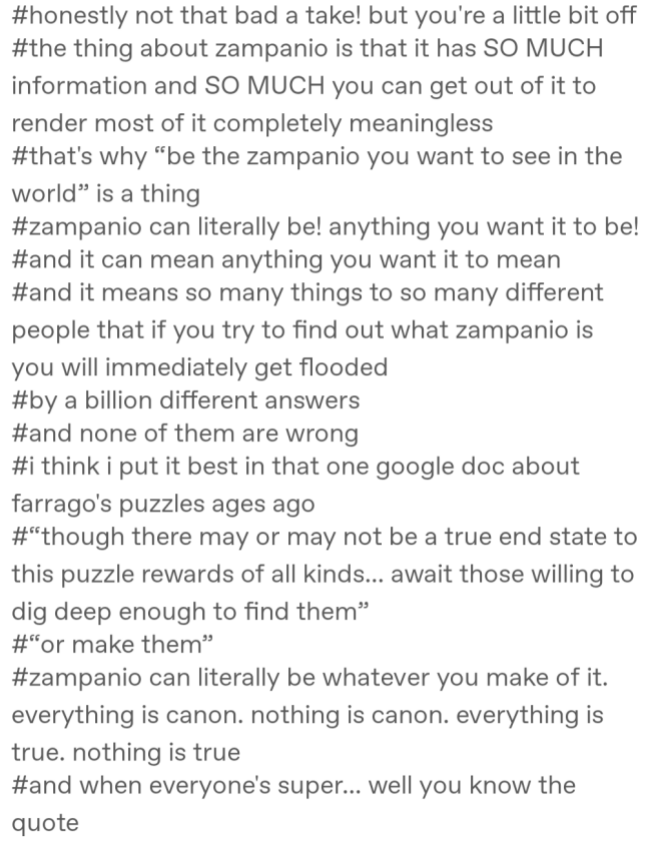 #honestly not that bad a take! but you're a little bit off
#the thing about zampanio is that it has SO MUCH
information and SO MUCH you can get out of it to
render most of it completely meaningless
#that's why “be the zampanio you want to see in the
world” is a thing
#zampanio can literally be! anything you want it to be!
#and it can mean anything you want it to mean
#and it means so many things to so many different
people that if you try to find out what zampanio is
you will immediately get flooded
#by a billion different answers
#and none of them are wrong
#i think i put it best in that one google doc about
farrago's puzzles ages ago
#“though there may or may not be a true end state to
this puzzle rewards of all kinds... await those willing to
dig deep enough to find them”
#“or make them”
#zampanio can literally be whatever you make of it.
everything is canon. nothing is canon. everything is
true. nothing is true
#and when everyone's super... well you know the
quote